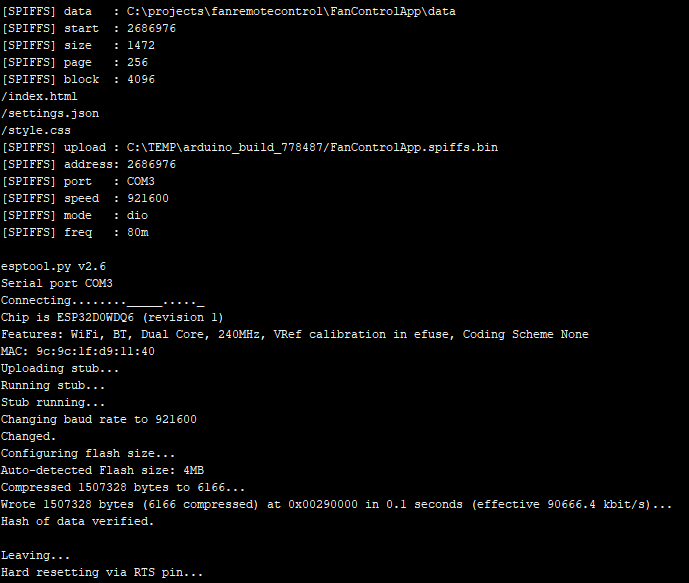 [SPIFFS] data   : C:\projects\fanremotecontrol\FanControlApp\data
[SPIFFS] start  : 2686976
[SPIFFS] size   : 1472
[SPIFFS] page   : 256
[SPIFFS] block  : 4096
/index.html
/settings.json
/style.css
[SPIFFS] upload : C:\TEMP\arduino_build_778487/FanControlApp.spiffs.bin
[SPIFFS] address: 2686976
[SPIFFS] port   : COM3
[SPIFFS] speed  : 921600
[SPIFFS] mode   : dio
[SPIFFS] freq   : 80m

esptool.py v2.6
Serial port COM3
Connecting........_____....._
Chip is ESP32D0WDQ6 (revision 1)
Features: WiFi, BT, Dual Core, 240MHz, VRef calibration in efuse, Coding Scheme None
MAC: 9c:9c:1f:d9:11:40
Uploading stub...
Running stub...
Stub running...
Changing baud rate to 921600
Changed.
Configuring flash size...
Auto-detected Flash size: 4MB
Compressed 1507328 bytes to 6166...
Wrote 1507328 bytes (6166 compressed) at 0x00290000 in 0.1 seconds (effective 90666.4 kbit/s)...
Hash of data verified.

Leaving...
Hard resetting via RTS pin...